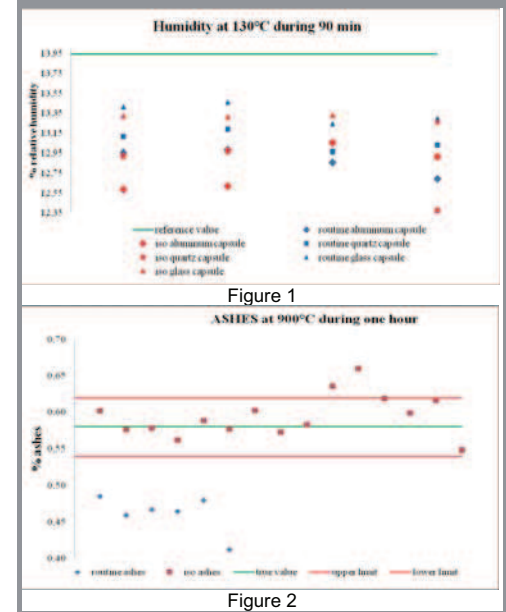 Humidity at 130°C during 90 min
% relative humidity
13.95
13.75
13.55
13.35
13.15
12.95
12.75
12.55
12.35
reference value
routine aluminum capsule
iso aluminum capsule
routine quartz capsule
iso quartz capsule
routine glass capsule
iso glass capsule
Figure 1
ASHES at 900°C during one hour
% ashes
0.70
0.65
0.60
0.55
0.50
0.45
0.40
routine ashes
iso ashes
true value
upper limit
lower limit
Figure 2